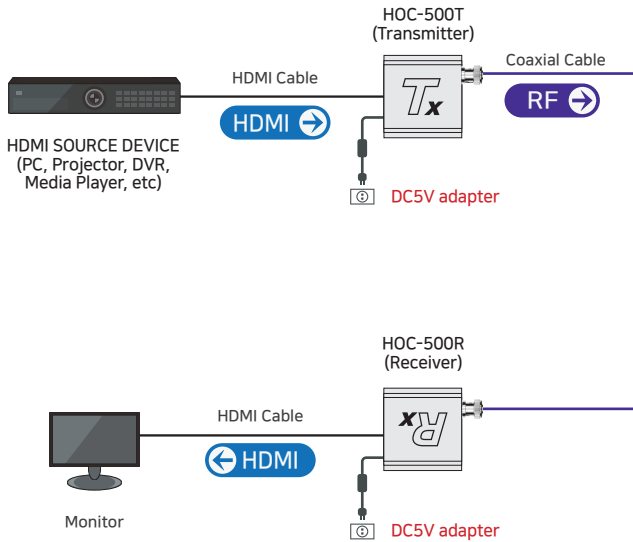 HOC-500T
(Transmitter)
Coaxial Cable
HDMI Cable
HDMI
Tx
RF
HDMI SOURCE DEVICE
(PC, Projector, DVR,
Media Player, etc)
DC5V adapter
HOC-500R
(Receiver)
HDMI Cable
HDMI
Rx
Monitor
DC5V adapter